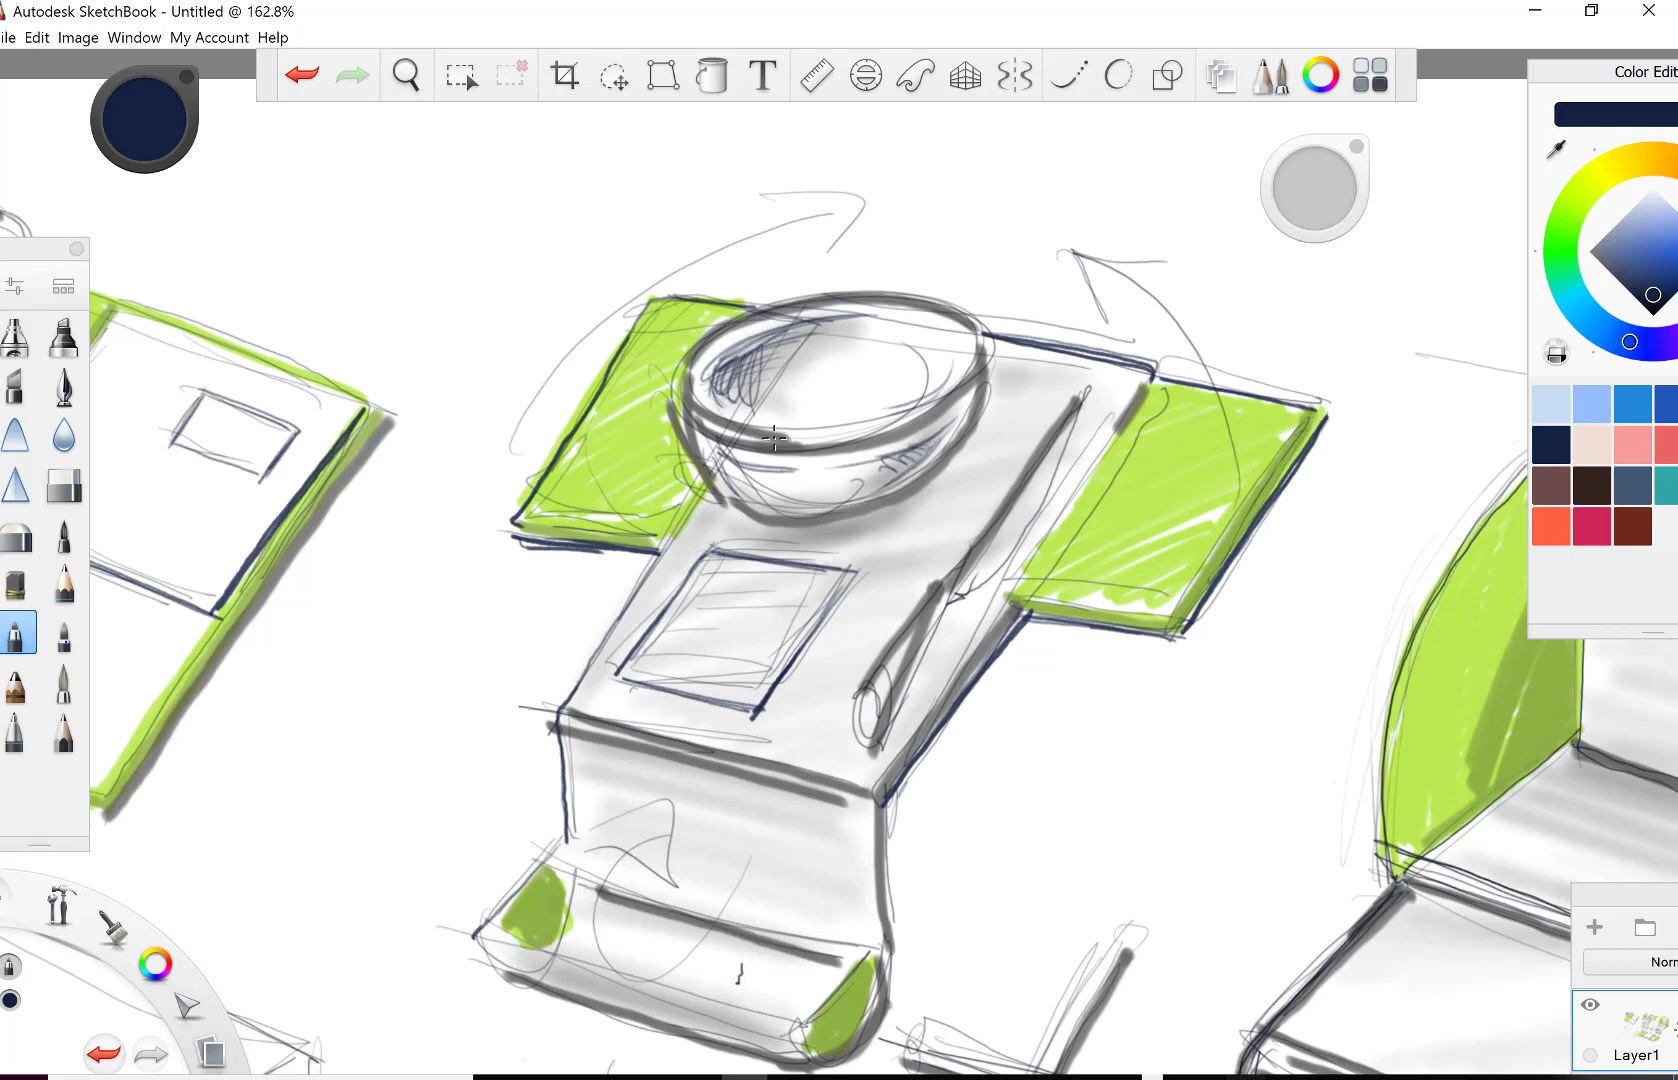 Autodesk SketchBook - Untitled @ 162.8%
ile Edit Image Window My Account Help
T
Color Edit
Norr
Layer1